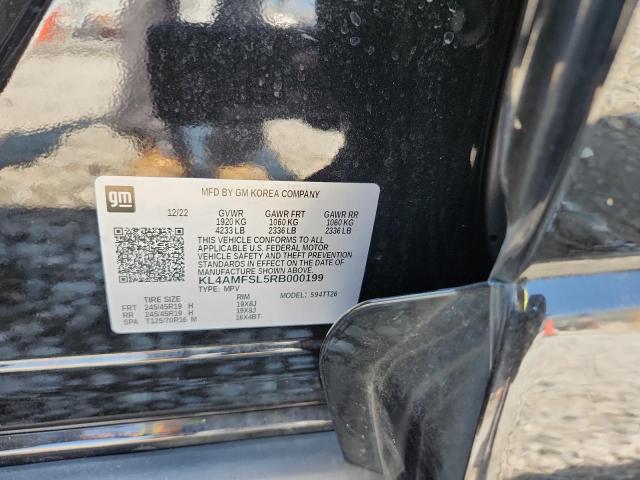 gm
MFD BY GM KOREA COMPANY
12/22 GVWR GAWR FRT GAWR RR
1920 KG 1060 KG 1060 KG
4233 LB 2336 LB 2336 LB
THIS VEHICLE CONFORMS TO ALL
APPLICABLE U.S. FEDERAL MOTOR
VEHICLE SAFETY AND THEFT PREVENTION
STANDARDS IN EFFECT ON THE DATE OF
MANUFACTURE SHOWN ABOVE.
KL4AMFSL5RB000199
TYPE: MPV MODEL: 594TT26
TIRE SIZE RIM
FRT 245/45R19 H 19X8J
RR 245/45R19 H 19X8J
SPA T125/70R16 M 16X4BT